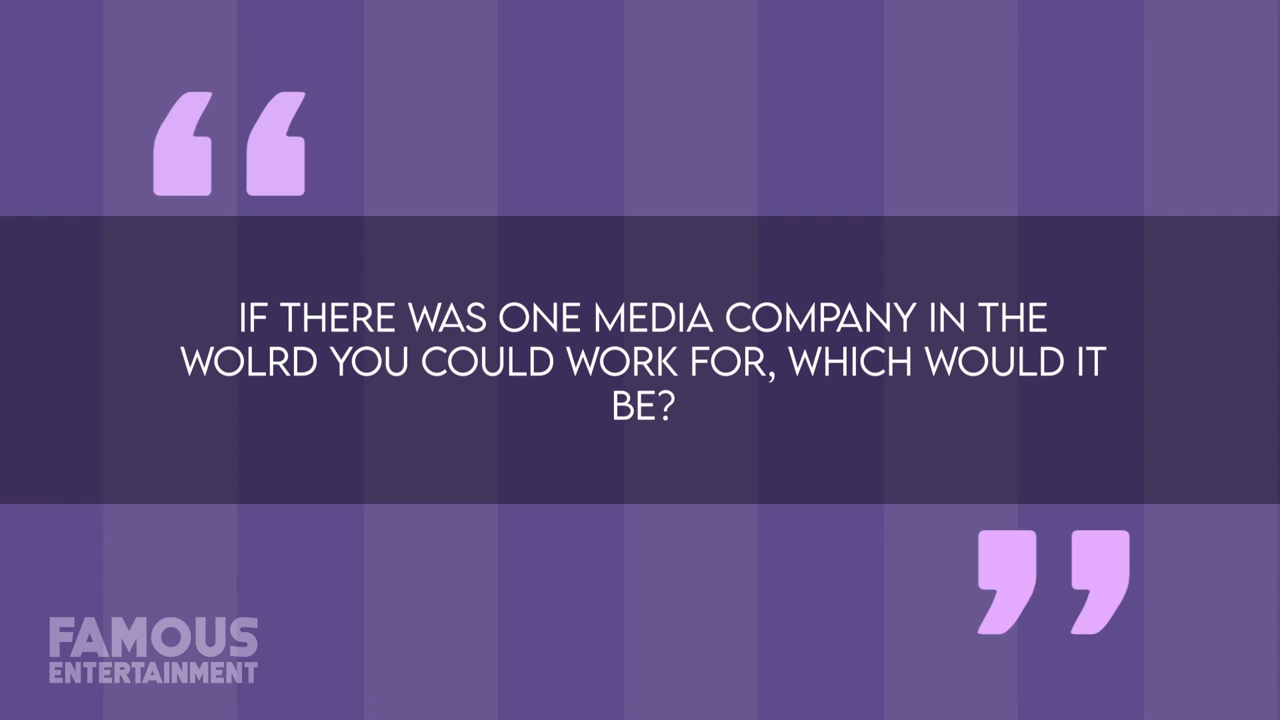 IF THERE WAS ONE MEDIA COMPANY IN THE
WOLRD YOU COULD WORK FOR, WHICH WOULD IT
BE?
FAMOUS
ENTERTAINMENT